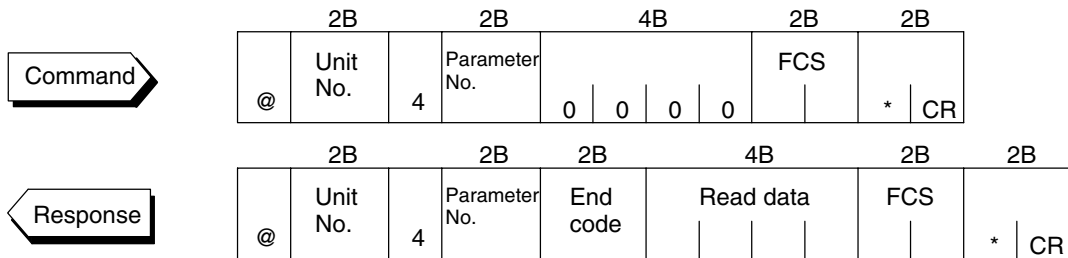 2B 2B 4B 2B 2B
Command
@ Unit No. 4 Parameter No. 0 0 0 0 FCS * CR
2B 2B 2B 4B 2B 2B
Response
@ Unit No. 4 Parameter No. End code Read data FCS * CR